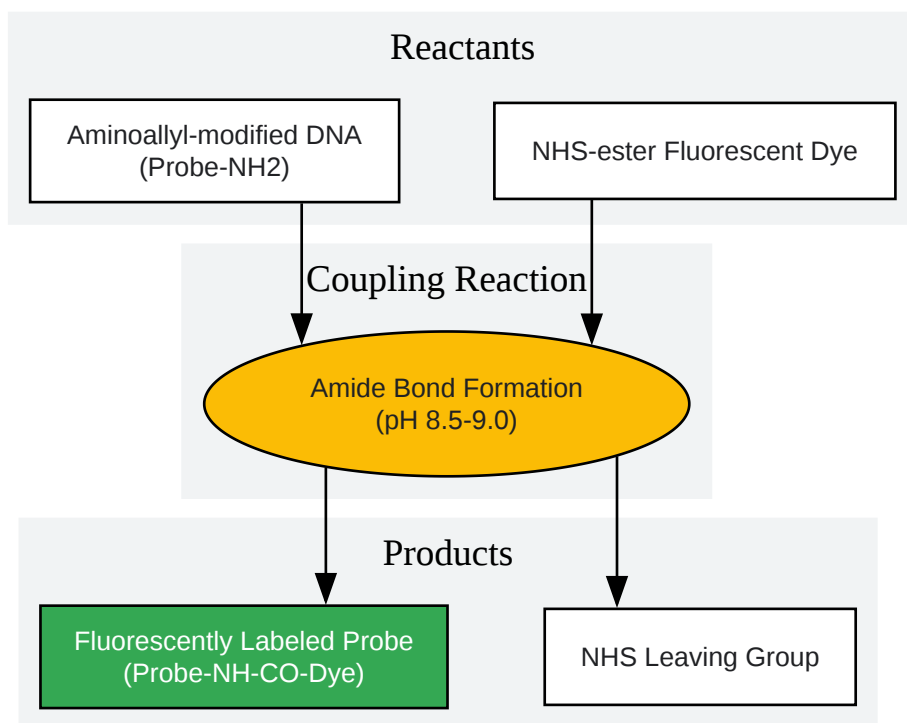 Reactants
Aminoallyl-modified DNA
(Probe-NH2)
NHS-ester Fluorescent Dye
Coupling Reaction
Amide Bond Formation
(pH 8.5-9.0)
Products
Fluorescently Labeled Probe
(Probe-NH-CO-Dye)
NHS Leaving Group